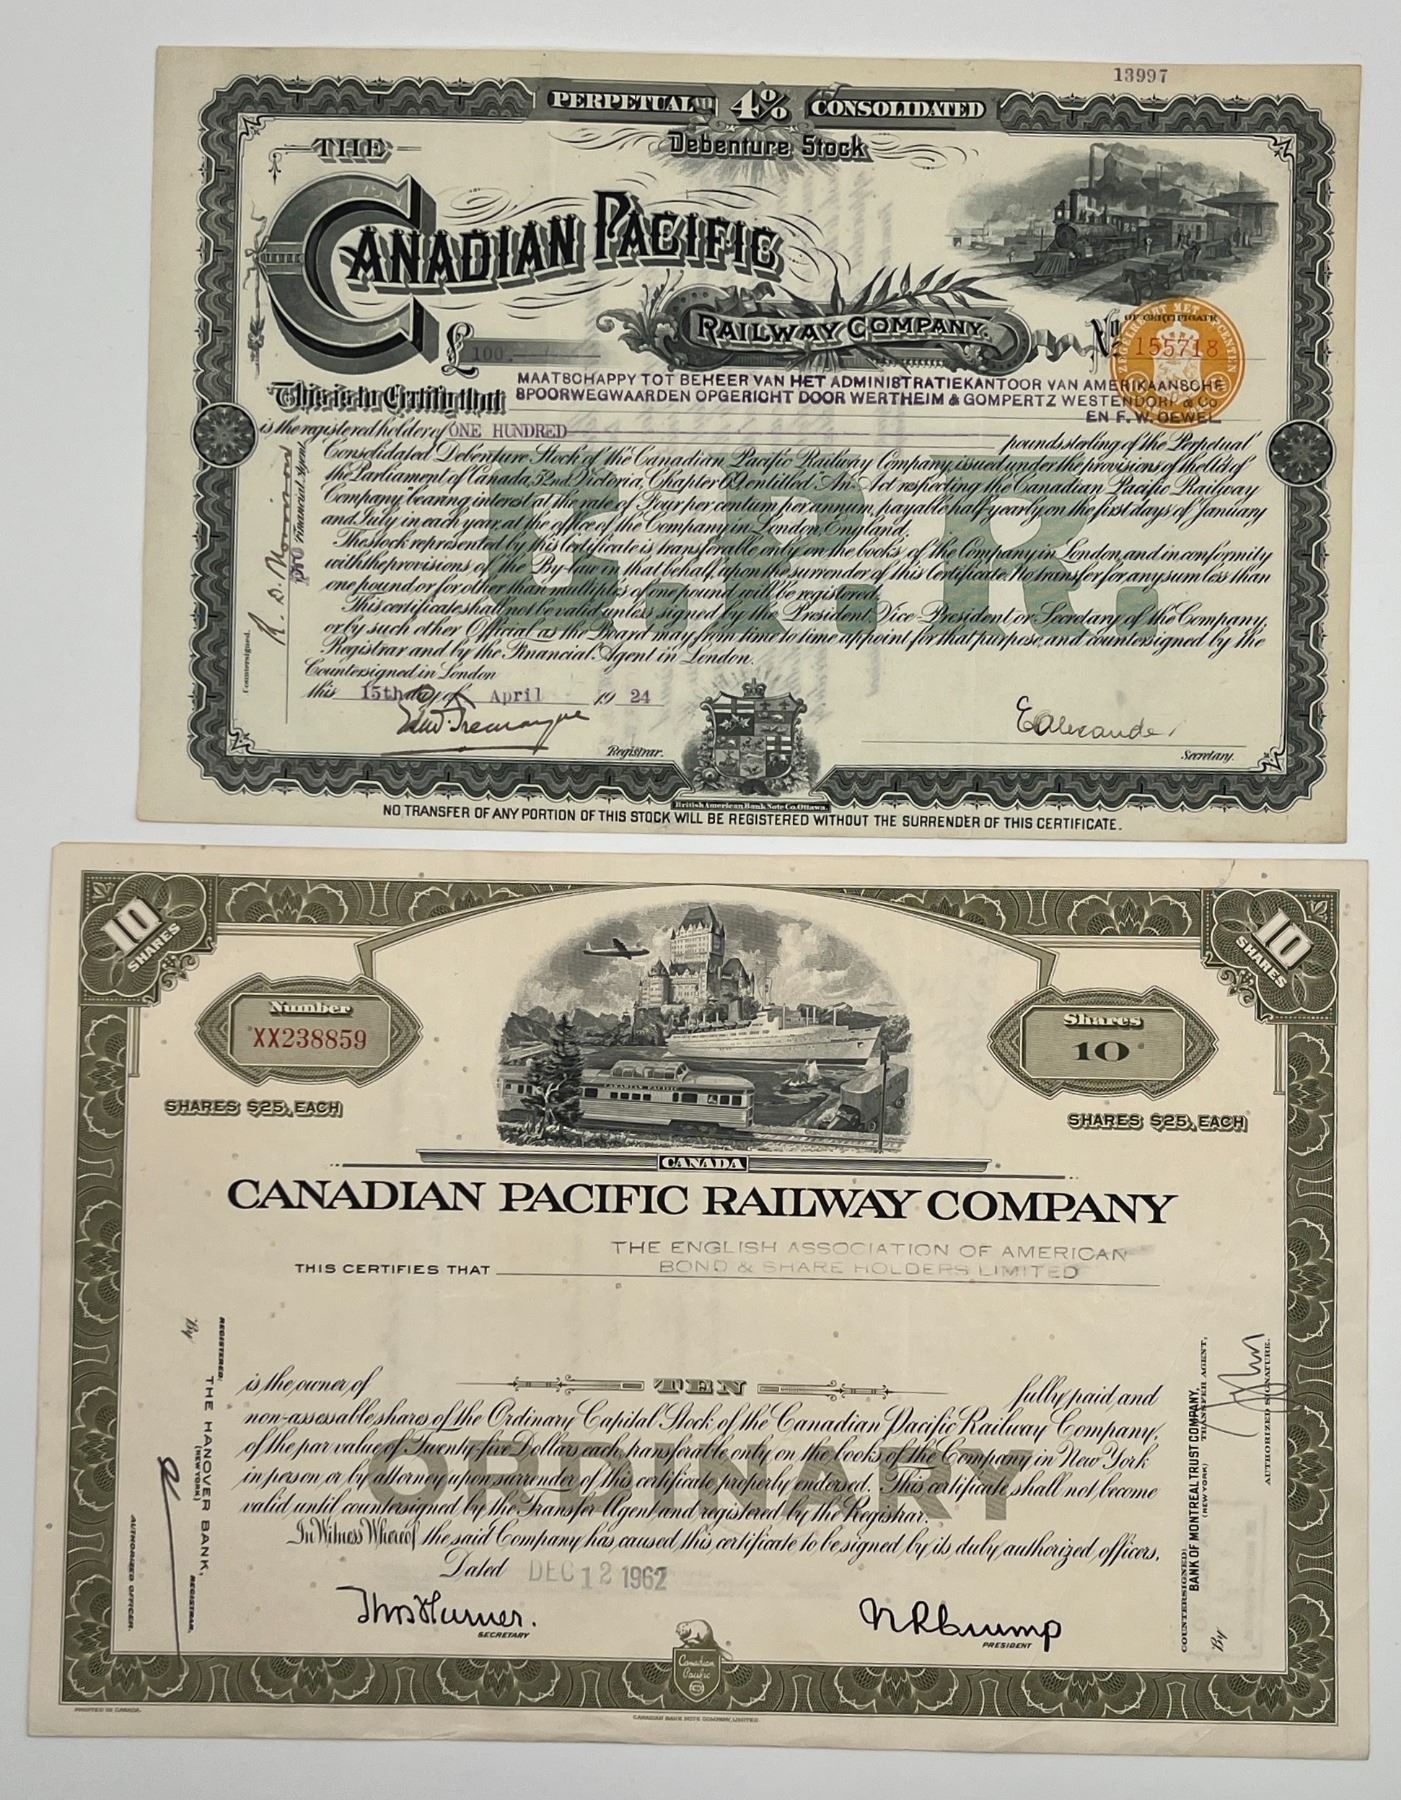 13997
PERPETUAL 4% CONSOLIDATED
Debenture Stock
THE
CANADIAN PACIFIC
RAILWAY COMPANY.
£ 100.
No OF CERTIFICATE
155718
This is to Certify that
MAATSCHAPPY TOT BEHEER VAN HET ADMINISTRATIEKANTOOR VAN AMERIKAANSCHE
SPOORWEGWAARDEN OPGERICHT DOOR WERTHEIM & GOMPERTZ WESTENDORP & Co
EN F. W. OEWEL
is the registered holder of ONE HUNDRED pounds sterling of the Perpetual
Consolidated Debenture Stock of the Canadian Pacific Railway Company, issued under the provisions of the Act of
the Parliament of Canada, 52nd Victoria, Chapter 69, entitled "An Act respecting the Canadian Pacific Railway
Company," bearing interest at the rate of Four per centum per annum, payable half-yearly on the first days of January
and July in each year, at the office of the Company in London, England.
The stock represented by this Certificate is transferable only on the books of the Company in London, and in conformity
with the provisions of the By-law in that behalf, upon the surrender of this Certificate. No transfer for any sum less than
one pound or for other than multiples of one pound will be registered.
This certificate shall not be valid unless signed by the President, Vice President or Secretary of the Company,
or by such other Official as the Board may from time to time appoint for that purpose, and countersigned by the
Registrar and by the Financial Agent in London.
C.P.R.
Countersigned in London
this 15th day of April 1924
Registrar.
E Alexander
Secretary.
Countersigned.
R. D. Morrison
pro Financial Agent
British American Bank Note Co. Ottawa.
NO TRANSFER OF ANY PORTION OF THIS STOCK WILL BE REGISTERED WITHOUT THE SURRENDER OF THIS CERTIFICATE.
10 SHARES
10 SHARES
Number
XX238859
Shares
10
SHARES $25, EACH
SHARES $25, EACH
CANADIAN PACIFIC
CANADA
CANADIAN PACIFIC RAILWAY COMPANY
THIS CERTIFIES THAT
THE ENGLISH ASSOCIATION OF AMERICAN
BOND & SHARE HOLDERS LIMITED
is the owner of TEN fully paid and
non-assessable shares of the Ordinary Capital Stock of the Canadian Pacific Railway Company,
of the par value of Twenty-five Dollars each, transferable only on the books of the Company in New York
in person or by attorney upon surrender of this certificate properly endorsed. This certificate shall not become
valid until countersigned by the Transfer Agent and registered by the Registrar.
In Witness Whereof the said Company has caused this certificate to be signed by its duly authorized officers.
ORDINARY
Dated DEC 12 1962
SECRETARY
N R Crump
PRESIDENT
REGISTERED:
THE HANOVER BANK,
(NEW YORK) REGISTRAR.
By
AUTHORIZED OFFICER.
COUNTERSIGNED:
BANK OF MONTREAL TRUST COMPANY,
(NEW YORK) TRANSFER AGENT,
By
AUTHORIZED SIGNATURE.
Canadian
Pacific
PRINTED IN CANADA.
CANADIAN BANK NOTE COMPANY, LIMITED.